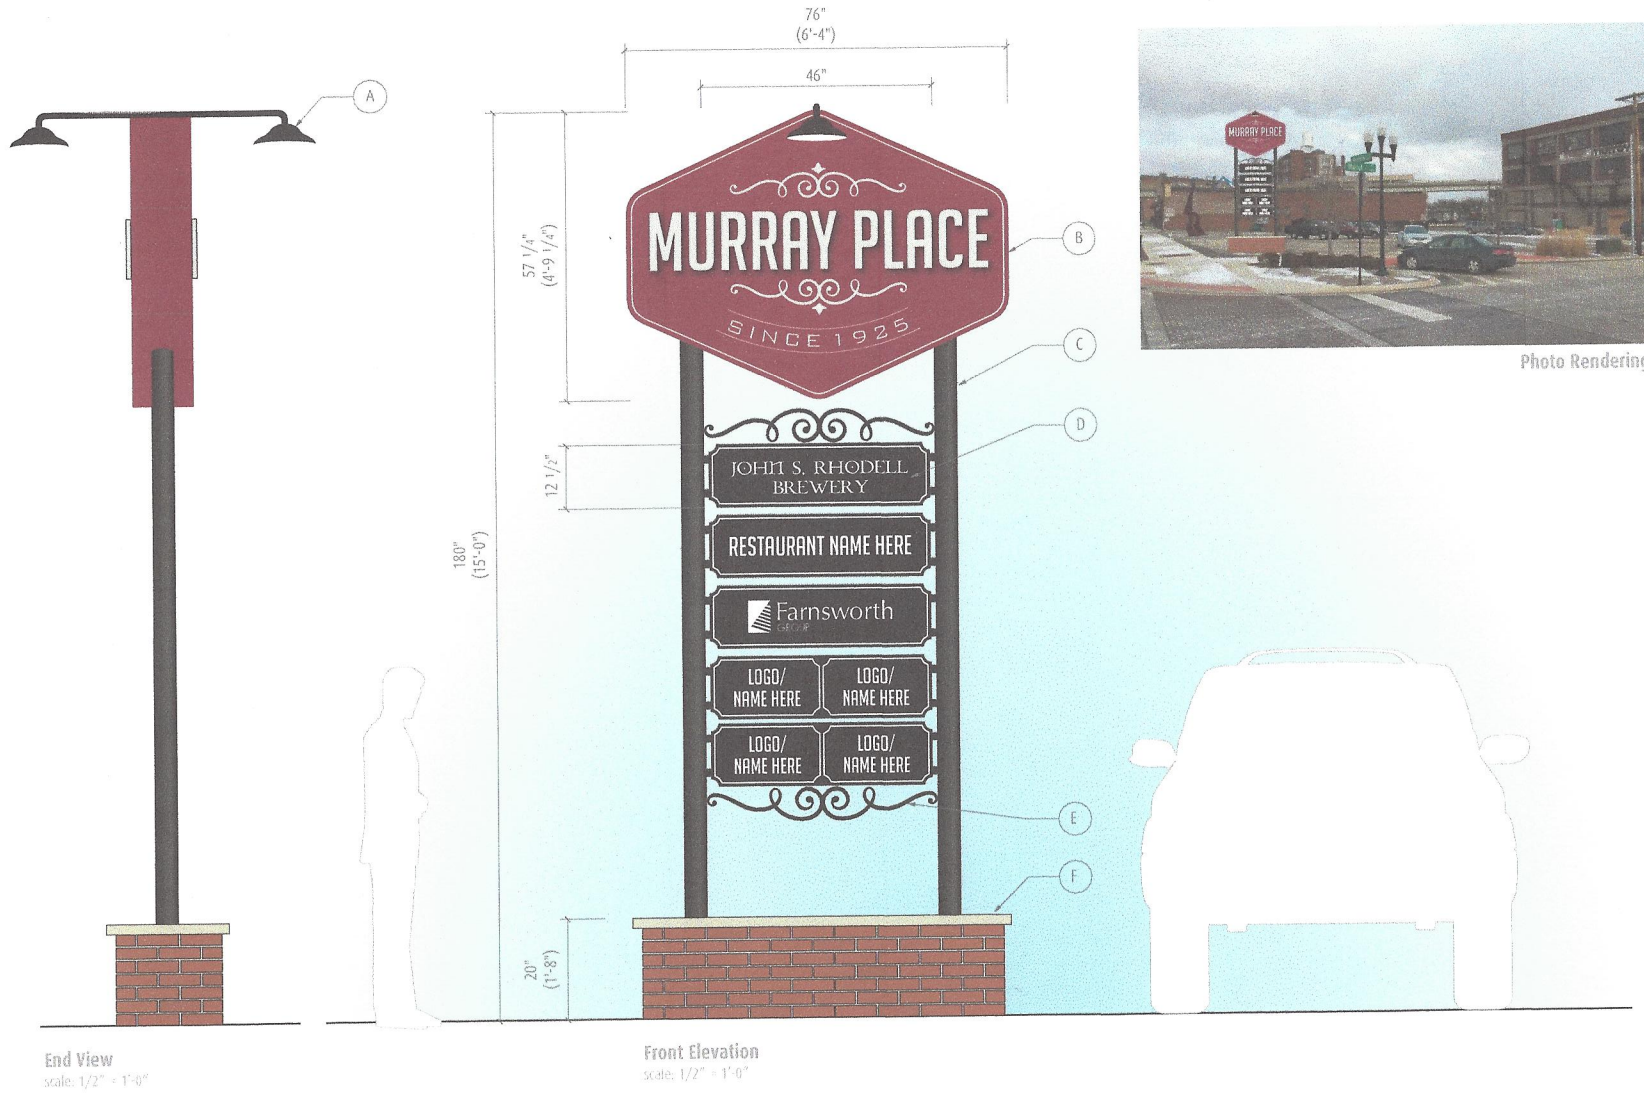 76"
(6'-4")
46"
A
MURRAY PLACE
SINCE 1925
57 1/4"
(4'-9 1/4")
B
C
D
MURRAY PLACE
Photo Rendering
12 1/2"
JOHN S. RHODELL
BREWERY
RESTAURANT NAME HERE
Farnsworth
GROUP
180"
(15'-0")
LOGO/
NAME HERE
LOGO/
NAME HERE
LOGO/
NAME HERE
LOGO/
NAME HERE
E
F
20"
(1'-8")
End View
scale: 1/2" = 1'-0"
Front Elevation
scale: 1/2" = 1'-0"